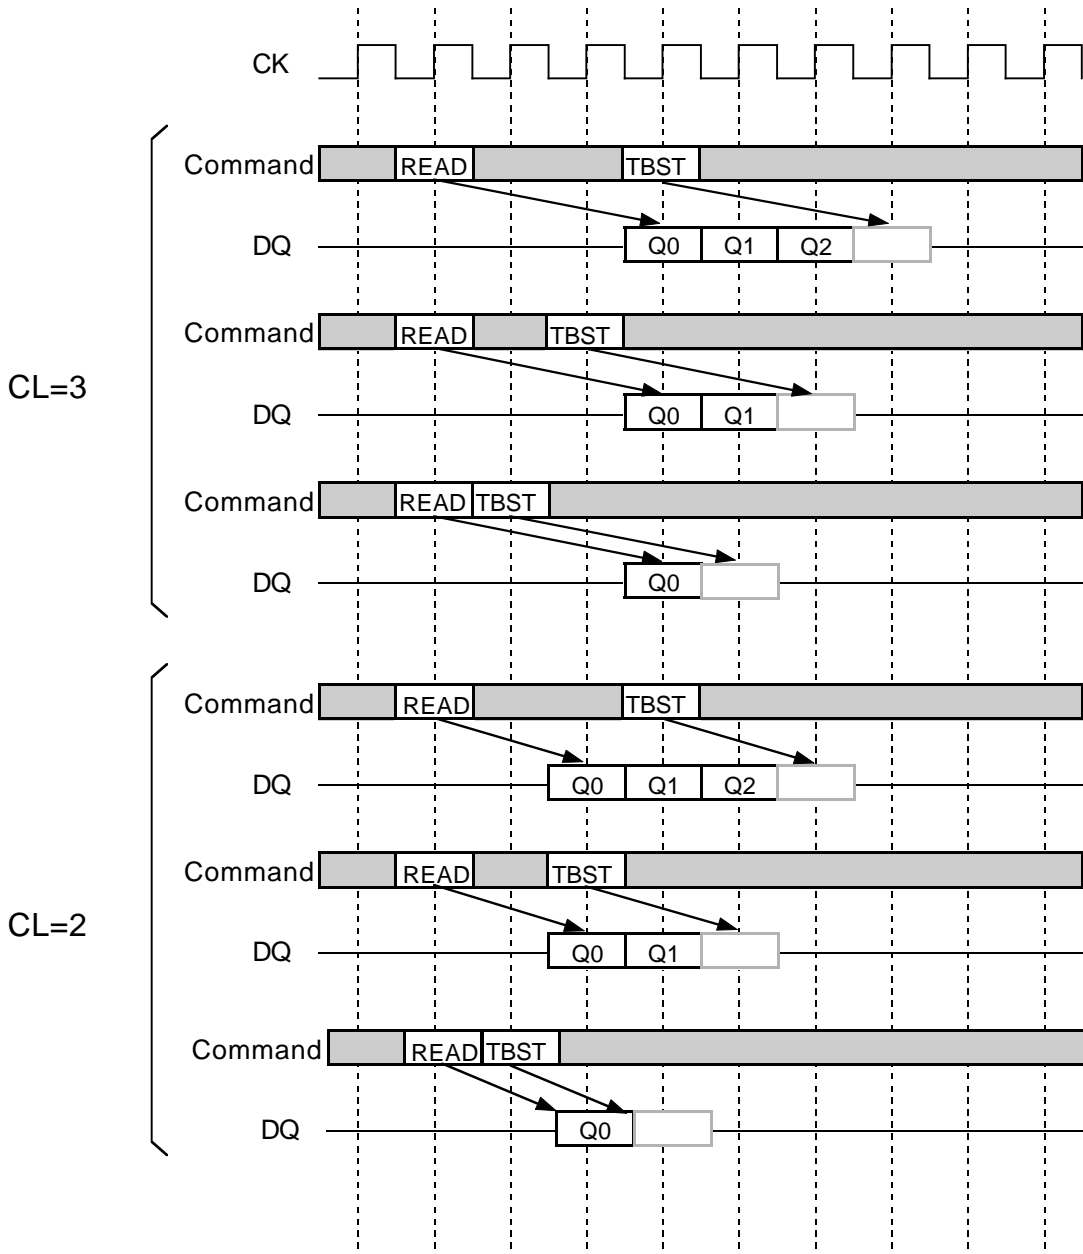 CK
Command READ TBST
DQ Q0 Q1 Q2
Command READ TBST
CL=3
DQ Q0 Q1
Command READ TBST
DQ Q0
Command READ TBST
DQ Q0 Q1 Q2
Command READ TBST
CL=2
DQ Q0 Q1
Command READ TBST
DQ Q0